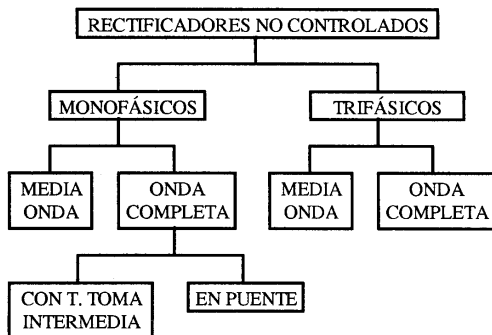 RECTIFICADORES NO CONTROLADOS
MONOFÁSICOS
TRIFÁSICOS
MEDIA
ONDA
ONDA
COMPLETA
MEDIA
ONDA
ONDA
COMPLETA
CON T. TOMA
INTERMEDIA
EN PUENTE